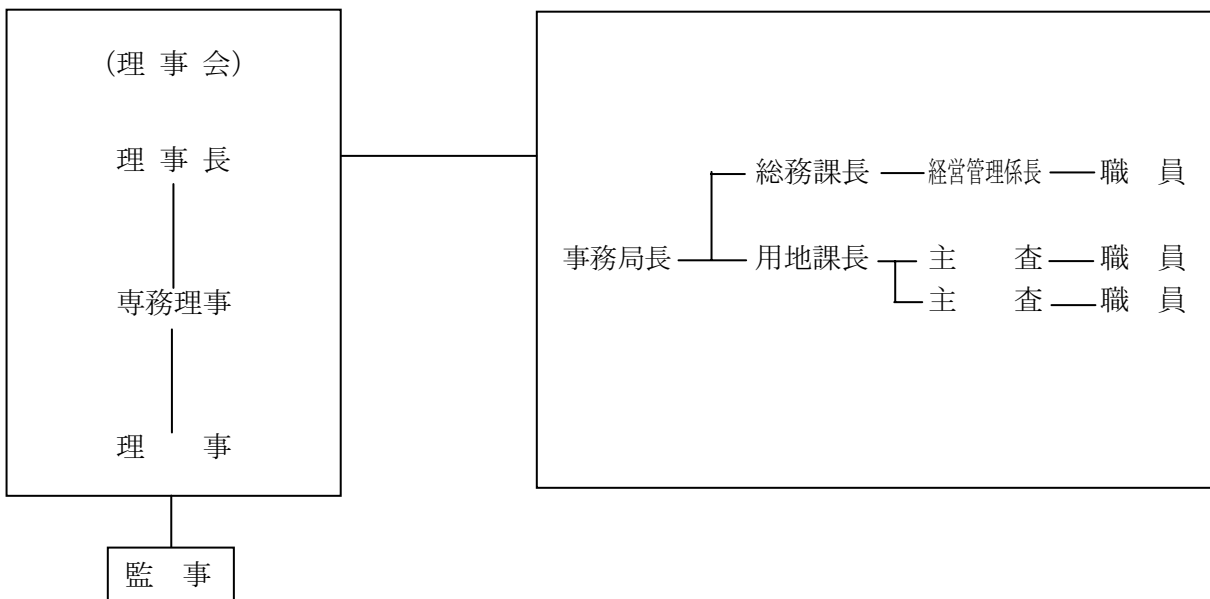 (理 事 会)
理 事 長
専務理事
理　　事
監　事
総務課長 経営管理係長 職　員
事務局長 用地課長 主　　査 職　員
主　　査 職　員